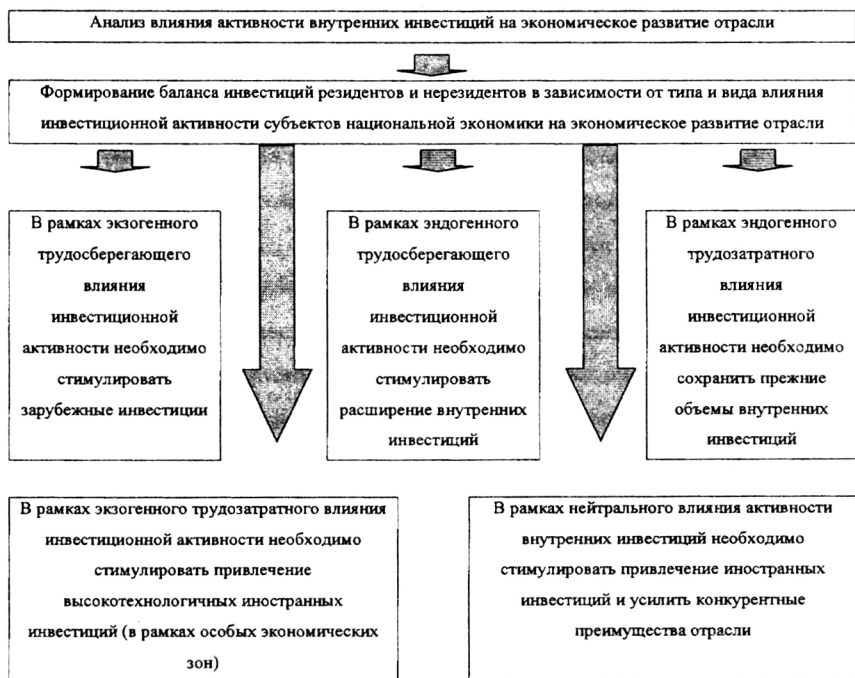 Анализ влияния активности внутренних инвестиций на экономическое развитие отрасли
Формирование баланса инвестиций резидентов и нерезидентов в зависимости от типа и вида влияния
инвестиционной активности субъектов национальной экономики на экономическое развитие отрасли
В рамках экзогенного
трудосберегающего
влияния
инвестиционной
активности необходимо
стимулировать
зарубежные инвестиции
В рамках эндогенного
трудосберегающего
влияния
инвестиционной
активности необходимо
стимулировать
расширение внутренних
инвестиций
В рамках эндогенного
трудозатратного
влияния
инвестиционной
активности необходимо
сохранить прежние
объемы внутренних
инвестиций
В рамках экзогенного трудозатратного влияния
инвестиционной активности необходимо
стимулировать привлечение
высокотехнологичных иностранных
инвестиций (в рамках особых экономических
зон)
В рамках нейтрального влияния активности
внутренних инвестиций необходимо
стимулировать привлечение иностранных
инвестиций и усилить конкурентные
преимущества отрасли